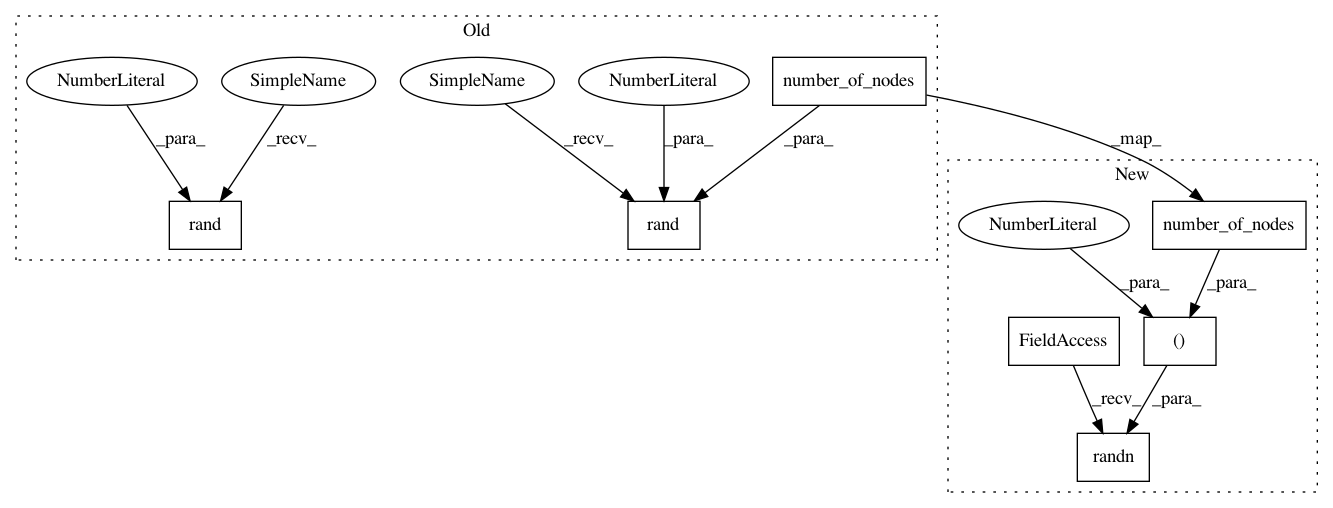 Old
NumberLiteral
SimpleName
SimpleName
NumberLiteral
number_of_nodes
_para_
_recv_
_recv_
_para_
_para_
_map_
rand
rand
New
NumberLiteral
number_of_nodes
_para_
_para_
FieldAccess
()
_recv_
_para_
randn